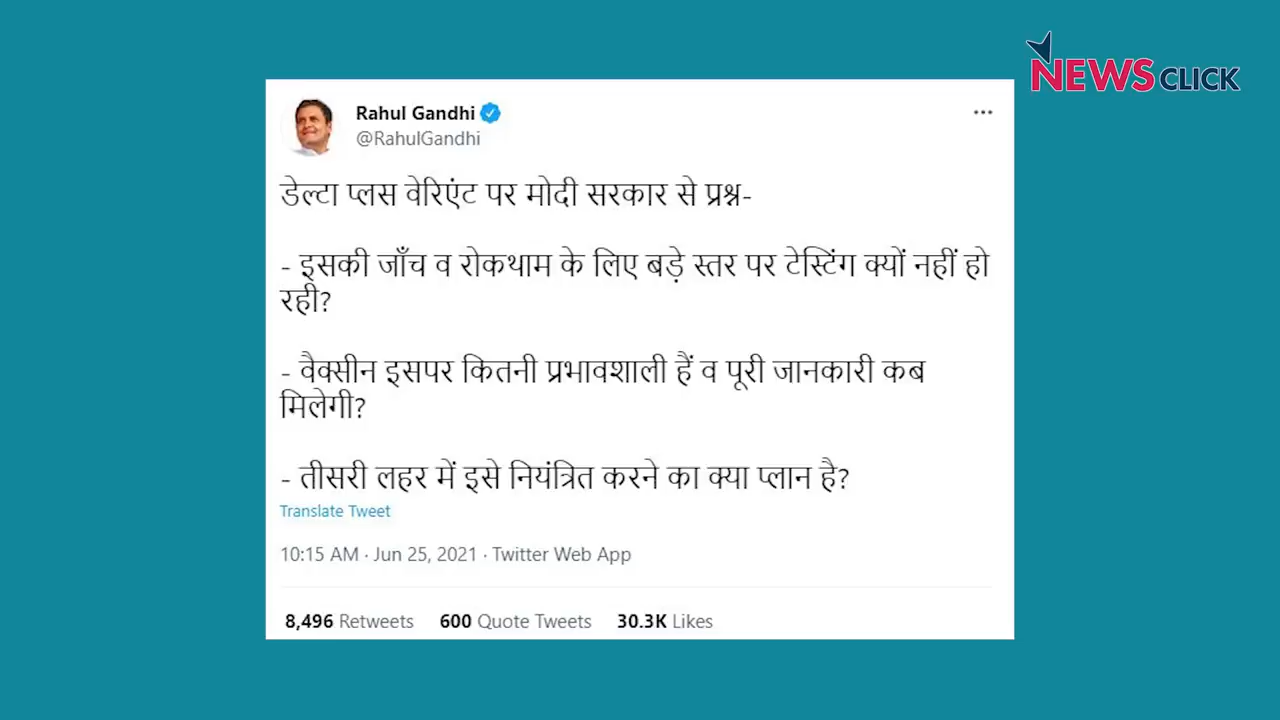 NEWSCLICK
Rahul Gandhi
@RahulGandhi
डेल्टा प्लस वेरिएंट पर मोदी सरकार से प्रश्न-
- इसकी जाँच व रोकथाम के लिए बड़े स्तर पर टेस्टिंग क्यों नहीं हो
रही?
- वैक्सीन इसपर कितनी प्रभावशाली हैं व पूरी जानकारी कब
मिलेगी?
- तीसरी लहर में इसे नियंत्रित करने का क्या प्लान है?
Translate Tweet
10:15 AM · Jun 25, 2021 · Twitter Web App
8,496 Retweets 600 Quote Tweets 30.3K Likes